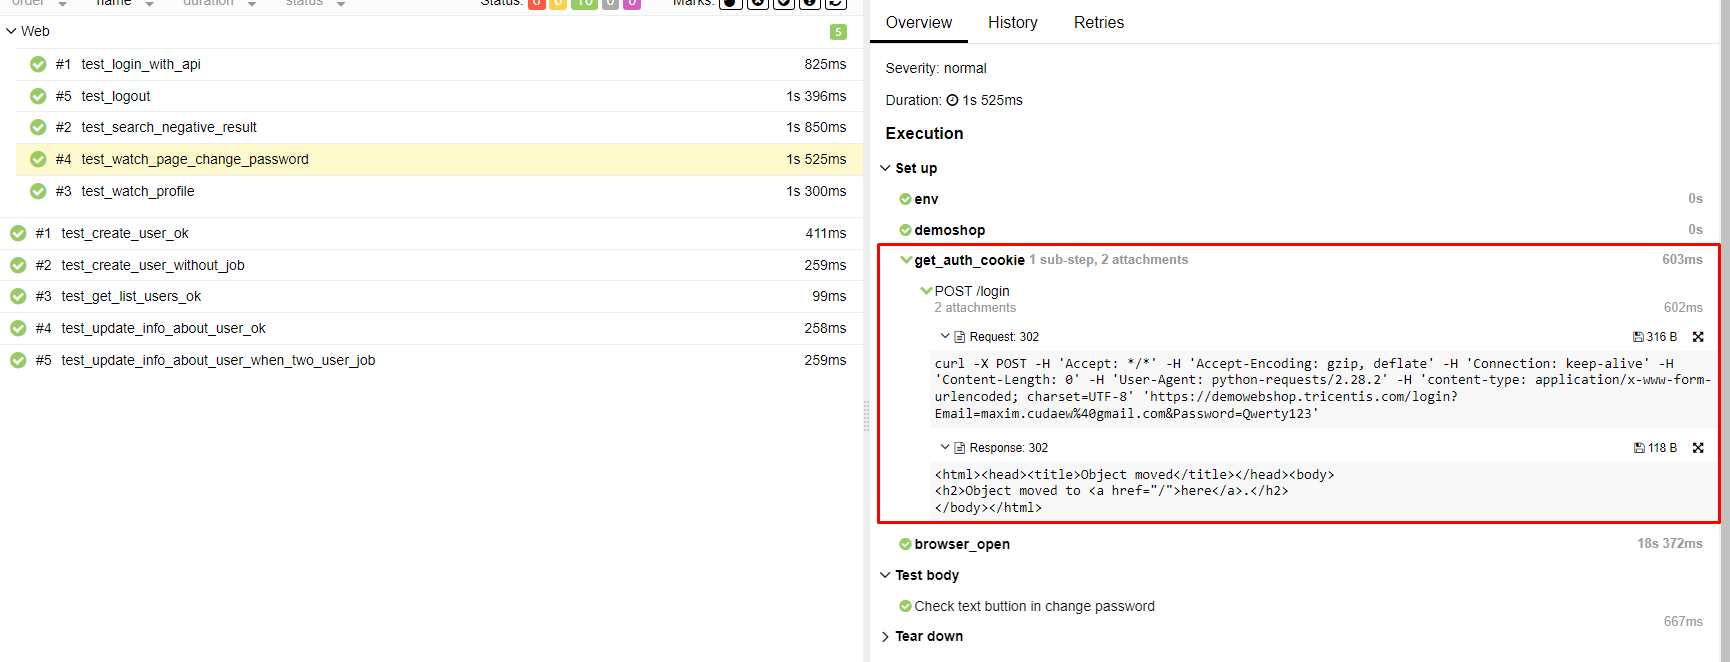 order name duration status Status: 0 0 10 0 0 Marks:
Web 5
#1 test_login_with_api 825ms
#5 test_logout 1s 396ms
#2 test_search_negative_result 1s 850ms
#4 test_watch_page_change_password 1s 525ms
#3 test_watch_profile 1s 300ms
#1 test_create_user_ok 411ms
#2 test_create_user_without_job 259ms
#3 test_get_list_users_ok 99ms
#4 test_update_info_about_user_ok 258ms
#5 test_update_info_about_user_when_two_user_job 259ms
Overview History Retries
Severity: normal
Duration: 1s 525ms
Execution
Set up
env 0s
demoshop 0s
get_auth_cookie 1 sub-step, 2 attachments 603ms
POST /login
2 attachments 602ms
Request: 302 316 B
curl -X POST -H 'Accept: */*' -H 'Accept-Encoding: gzip, deflate' -H 'Connection: keep-alive' -H
'Content-Length: 0' -H 'User-Agent: python-requests/2.28.2' -H 'content-type: application/x-www-form-
urlencoded; charset=UTF-8' 'https://demowebshop.tricentis.com/login?
Email=maxim.cudaew%40gmail.com&Password=Qwerty123'
Response: 302 118 B
<html><head><title>Object moved</title></head><body>
<h2>Object moved to <a href="/">here</a>.</h2>
</body></html>
browser_open 18s 372ms
Test body
Check text buttion in change password
667ms
Tear down